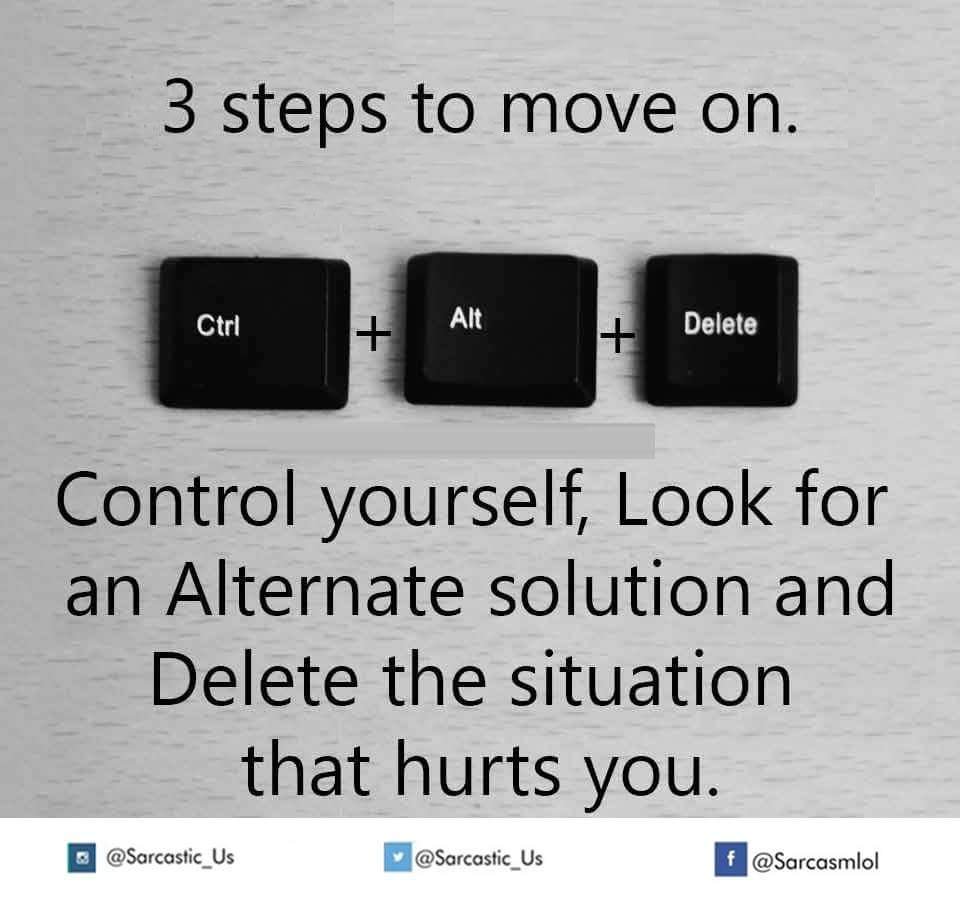 3 steps to move on.
Ctrl + Alt + Delete
Control yourself, Look for
an Alternate solution and
Delete the situation
that hurts you.
@Sarcastic_Us @Sarcastic_Us @Sarcasmlol